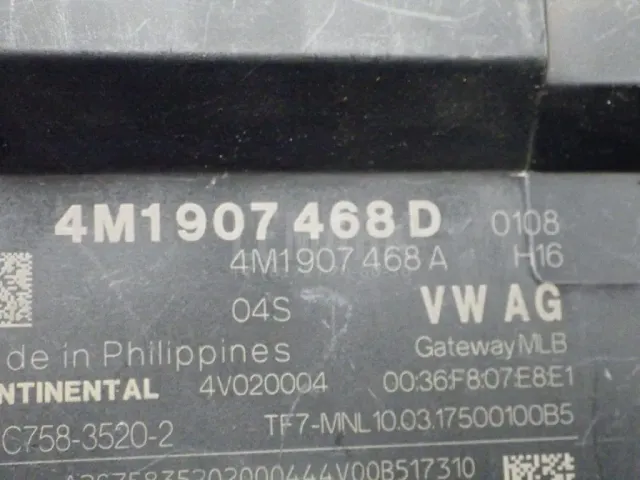 4M1907468D 0108
4M1907468A H16
04S VW AG
de in Philippines Gateway MLB
NTINENTAL 4V020004 00:36:F8:07:E8:E1
C758-3520-2 TF7-MNL10.03.17500100B5
A2C75835202000444V00B517310